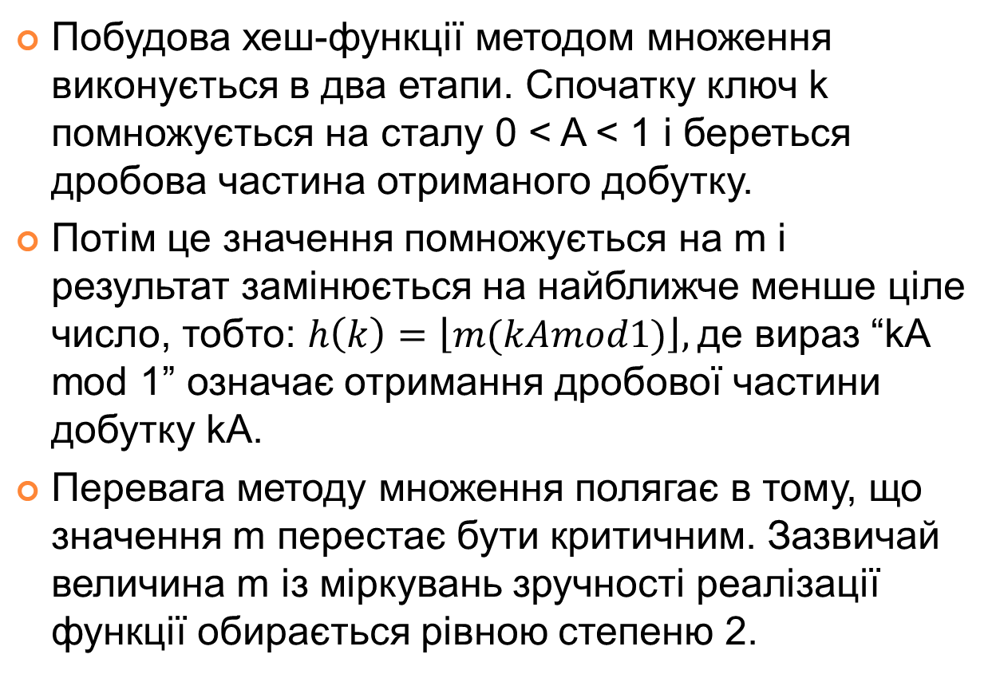 Побудова хеш-функції методом множення
виконується в два етапи. Спочатку ключ k
помножується на сталу 0 < A < 1 і береться
дробова частина отриманого добутку.
Потім це значення помножується на m і
результат замінюється на найближче менше ціле
число, тобто: h(k) = ⌊m(kAmod1)⌋, де вираз “kA
mod 1” означає отримання дробової частини
добутку kA.
Перевага методу множення полягає в тому, що
значення m перестає бути критичним. Зазвичай
величина m із міркувань зручності реалізації
функції обирається рівною степеню 2.